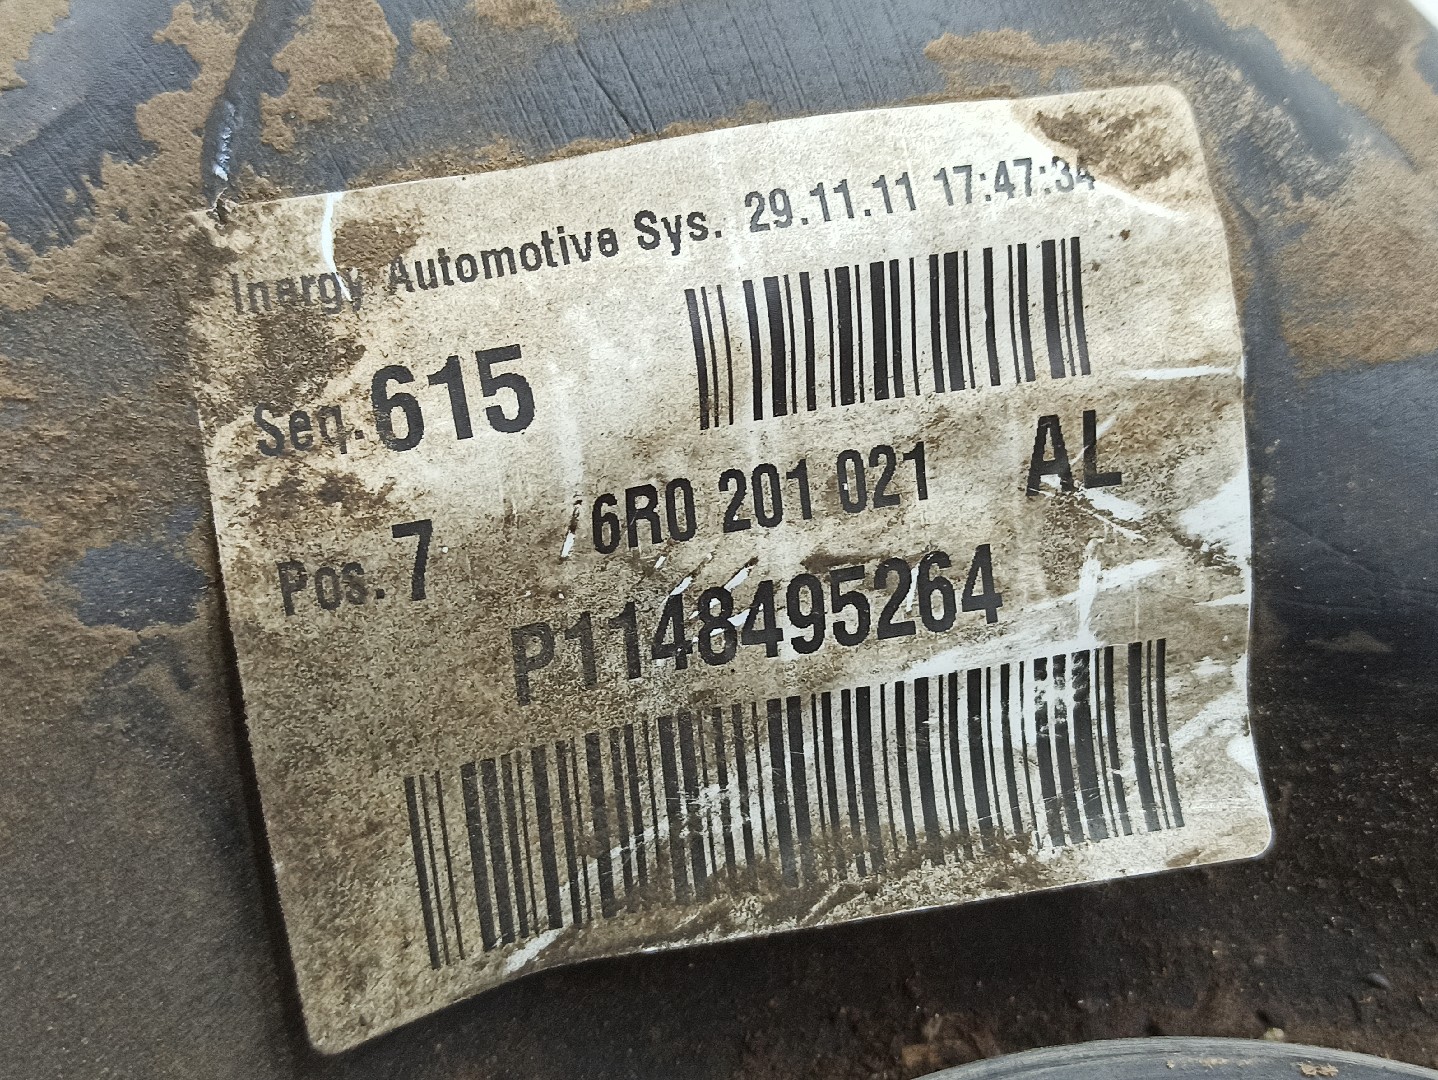 Inergy Automotive Sys. 29.11.11 17:47:34
Seq. 615
6R0 201 021 AL
Pos. 7
P1148495264